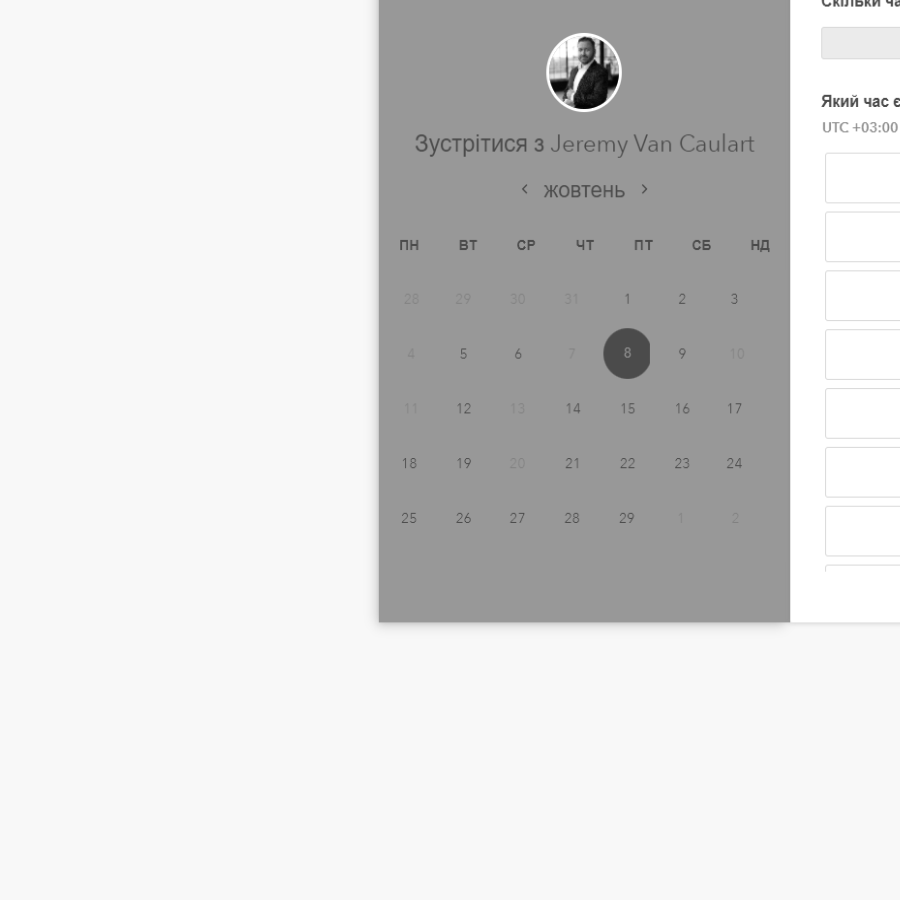 Скільки ча
Який час є
UTC +03:00
Зустрітися з Jeremy Van Caulart
жовтень
ПН ВТ СР ЧТ ПТ СБ НД
28 29 30 31 1 2 3
4 5 6 7 8 9 10
11 12 13 14 15 16 17
18 19 20 21 22 23 24
25 26 27 28 29 1 2